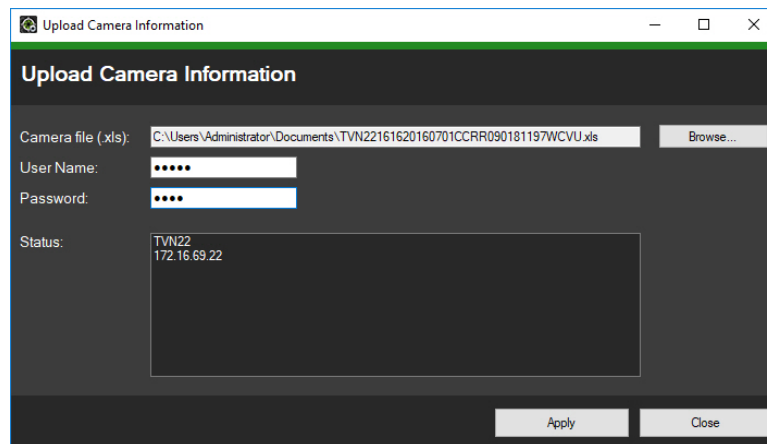 Upload Camera Information
Upload Camera Information
Camera file (.xls): C:\Users\Administrator\Documents\TVN22161620160701CCRR090181197WCVU.xls Browse...
User Name: •••••
Password: ••••
Status: TVN22
172.16.69.22
Apply Close